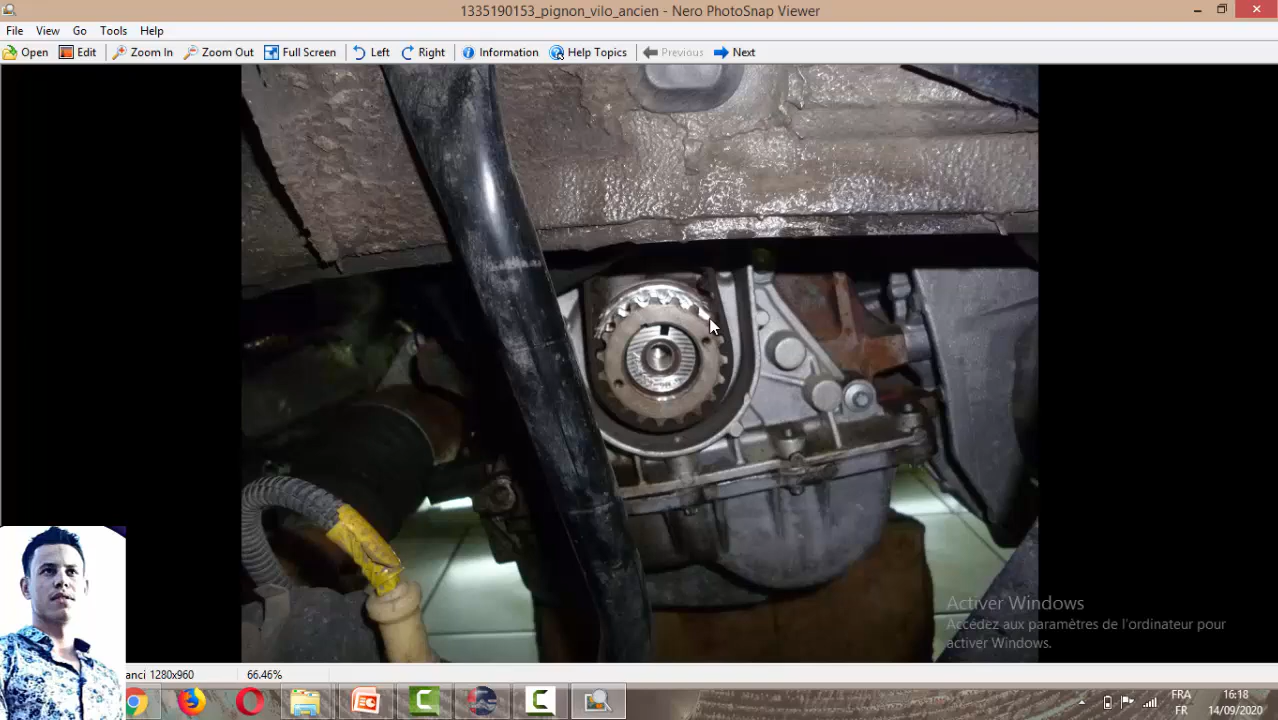 1335190153_pignon_vilo_ancien - Nero PhotoSnap Viewer
File View Go Tools Help
Open Edit Zoom In Zoom Out Full Screen Left Right Information Help Topics Previous Next
Activer Windows
Accédez aux paramètres de l'ordinateur pour
activer Windows.
anci 1280x960 66.46%
FRA 16:18
FR 14/09/2020